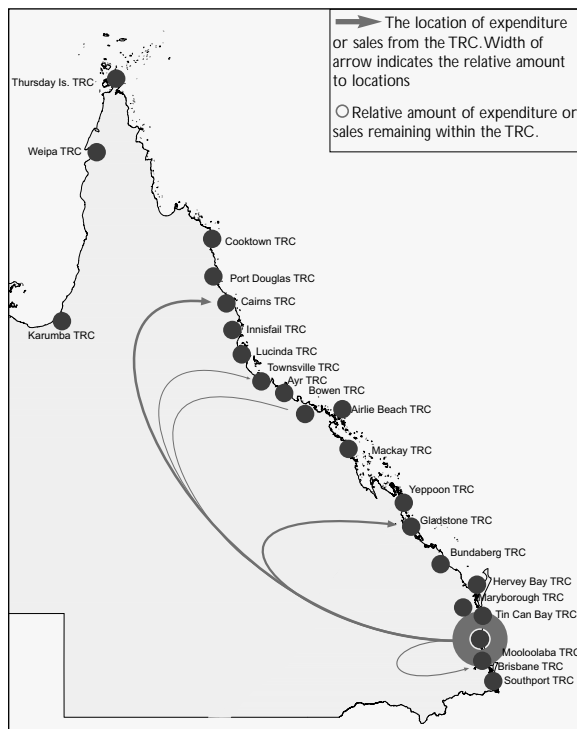 The location of expenditure
or sales from the TRC. Width of
arrow indicates the relative amount
to locations
Relative amount of expenditure or
sales remaining within the TRC.
Thursday Is. TRC
Weipa TRC
Cooktown TRC
Port Douglas TRC
Cairns TRC
Karumba TRC
Innisfail TRC
Lucinda TRC
Townsville TRC
Ayr TRC
Bowen TRC
Airlie Beach TRC
Mackay TRC
Yeppoon TRC
Gladstone TRC
Bundaberg TRC
Hervey Bay TRC
Maryborough TRC
Tin Can Bay TRC
Mooloolaba TRC
Brisbane TRC
Southport TRC